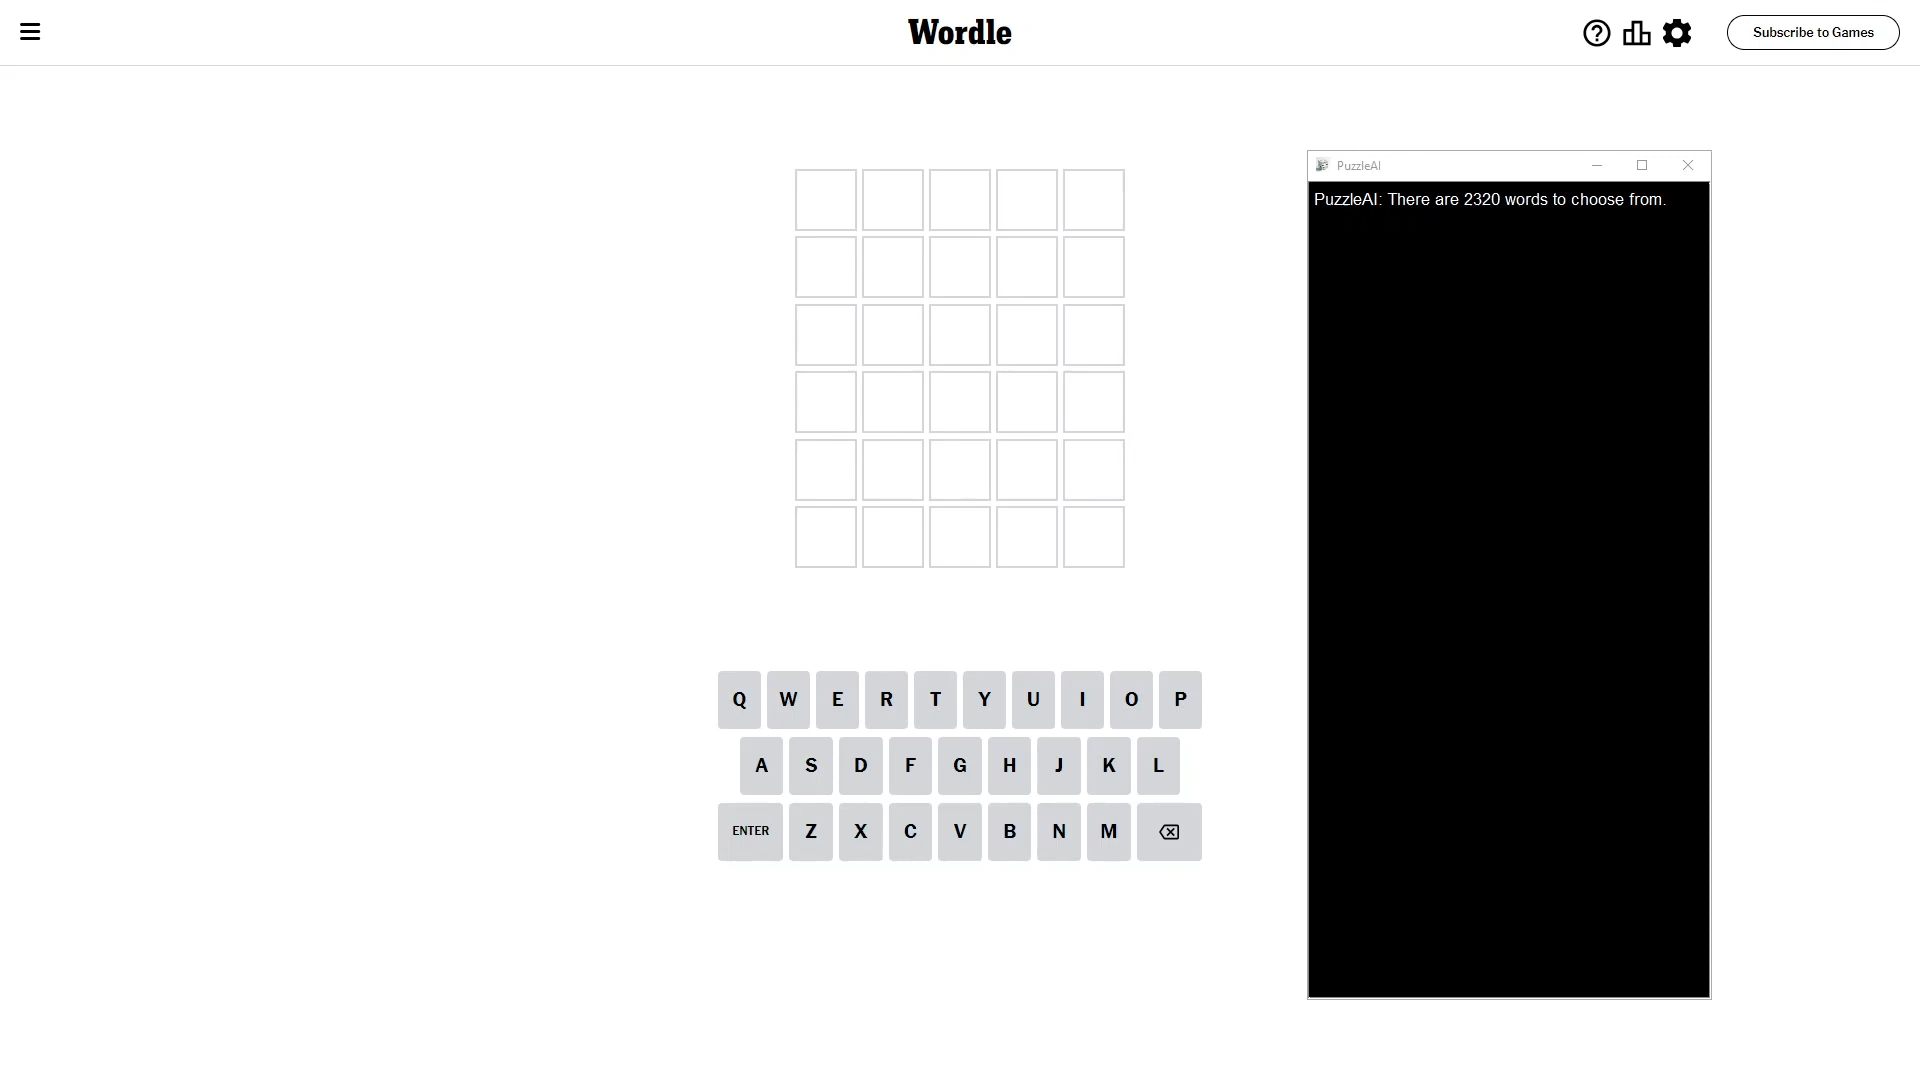 Wordle
Subscribe to Games
PuzzleAI
PuzzleAI: There are 2320 words to choose from.
Q W E R T Y U I O P
A S D F G H J K L
ENTER Z X C V B N M